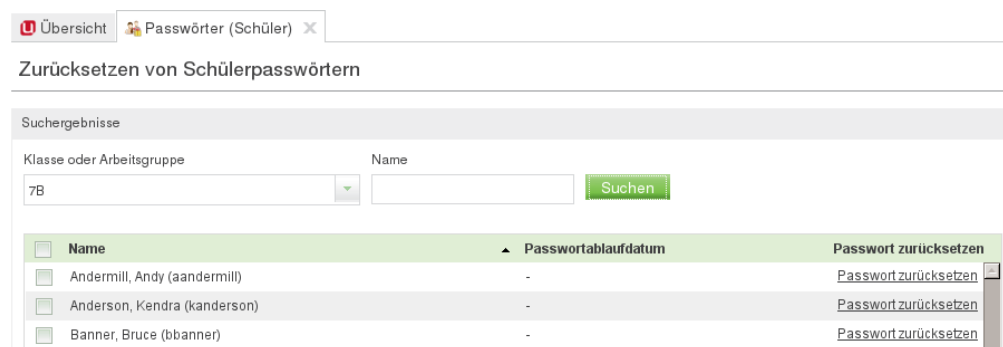 Übersicht Passwörter (Schüler)
Zurücksetzen von Schülerpasswörtern
Suchergebnisse
Klasse oder Arbeitsgruppe Name
7B Suchen
Name Passwortablaufdatum Passwort zurücksetzen
Andermill, Andy (aandermill) - Passwort zurücksetzen
Anderson, Kendra (kanderson) - Passwort zurücksetzen
Banner, Bruce (bbanner) - Passwort zurücksetzen